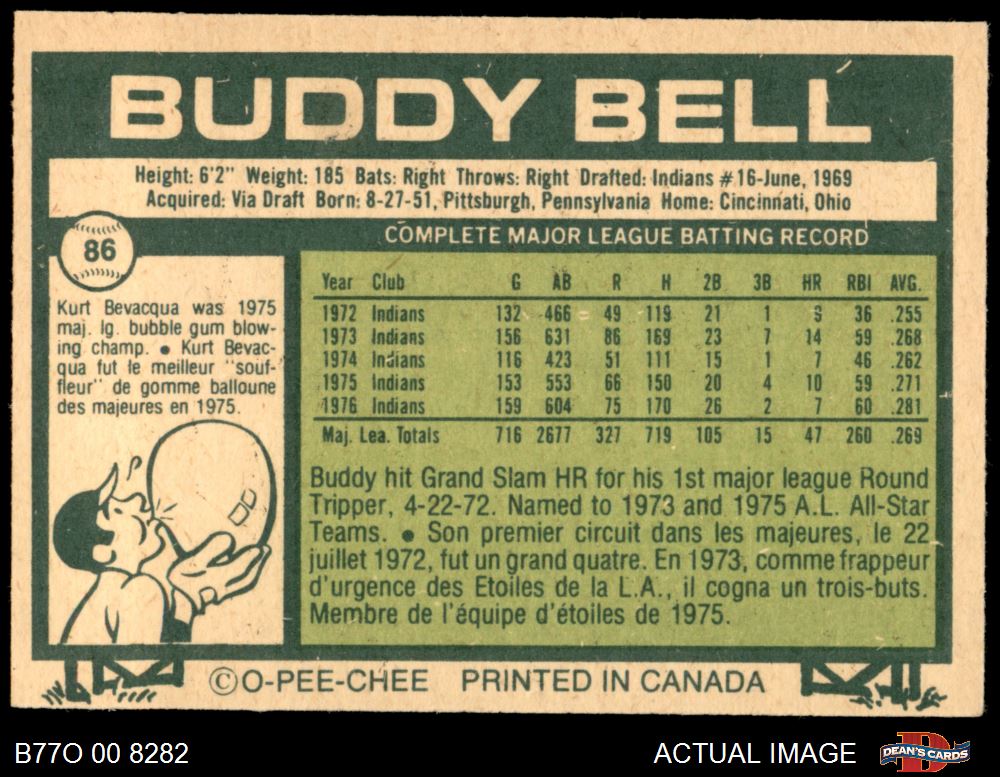 BUDDY BELL
Height: 6'2" Weight: 185 Bats: Right Throws: Right Drafted: Indians #16-June, 1969
Acquired: Via Draft Born: 8-27-51, Pittsburgh, Pennsylvania Home: Cincinnati, Ohio
86
COMPLETE MAJOR LEAGUE BATTING RECORD
Kurt Bevacqua was 1975
maj. lg. bubble gum blow-
ing champ. • Kurt Bevac-
qua fut le meilleur "souf-
fleur" de gomme balloune
des majeures en 1975.
Year Club G AB R H 2B 3B HR RBI AVG.
1972 Indians 132 466 49 119 21 1 9 36 .255
1973 Indians 156 631 86 169 23 7 14 59 .268
1974 Indians 116 423 51 111 15 1 7 46 .262
1975 Indians 153 553 66 150 20 4 10 59 .271
1976 Indians 159 604 75 170 26 2 7 60 .281
Maj. Lea. Totals 716 2677 327 719 105 15 47 260 .269
Buddy hit Grand Slam HR for his 1st major league Round
Tripper, 4-22-72. Named to 1973 and 1975 A.L. All-Star
Teams. • Son premier circuit dans les majeures, le 22
juillet 1972, fut un grand quatre. En 1973, comme frappeur
d'urgence des Etoiles de la L.A., il cogna un trois-buts.
Membre de l'équipe d'étoiles de 1975.
©O-PEE-CHEE PRINTED IN CANADA
B77O 00 8282
ACTUAL IMAGE
DEAN'S CARDS